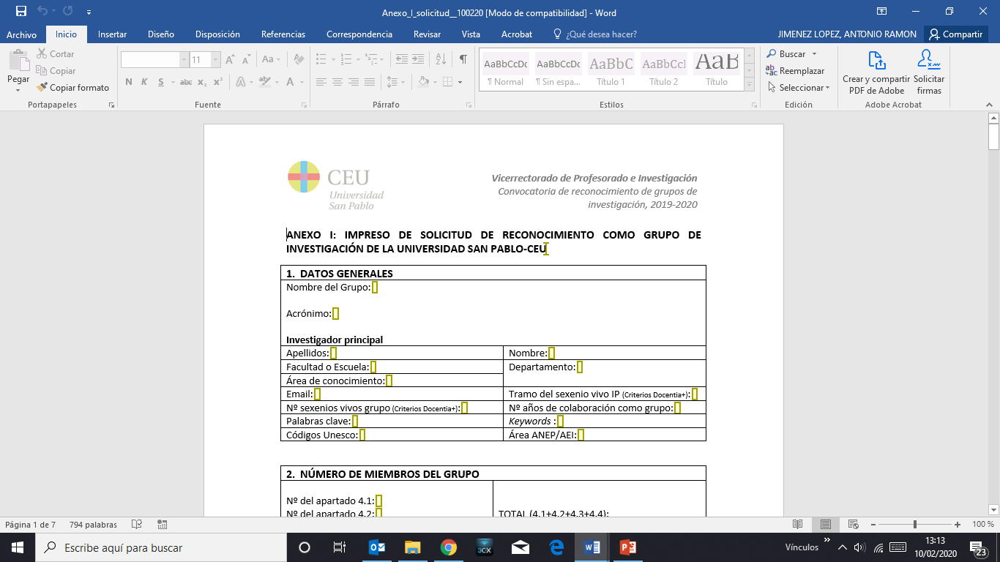 Anexo_I_solicitud__100220 [Modo de compatibilidad] - Word
Archivo Inicio Insertar Diseño Disposición Referencias Correspondencia Revisar Vista Acrobat ¿Qué desea hacer? JIMENEZ LOPEZ, ANTONIO RAMON Compartir
Pegar
Cortar
Copiar
Copiar formato
Portapapeles
11
Aa
N K S abc x₂ x²
A A
Fuente
Párrafo
AaBbCcDc AaBbCcDc AaBbC AaBbCcI AaB
¶ Normal ¶ Sin espa... Título 1 Título 2 Título
Estilos
Buscar
Reemplazar
Seleccionar
Edición
Crear y compartir PDF de Adobe
Solicitar firmas
Adobe Acrobat
CEU
Universidad
San Pablo
Vicerrectorado de Profesorado e Investigación
Convocatoria de reconocimiento de grupos de
investigación, 2019-2020
ANEXO I: IMPRESO DE SOLICITUD DE RECONOCIMIENTO COMO GRUPO DE
INVESTIGACIÓN DE LA UNIVERSIDAD SAN PABLO-CEU
1. DATOS GENERALES
Nombre del Grupo:
Acrónimo:
Investigador principal
Apellidos: Nombre:
Facultad o Escuela: Departamento:
Área de conocimiento:
Email: Tramo del sexenio vivo IP (Criterios Docentia+):
Nº sexenios vivos grupo (Criterios Docentia+): Nº años de colaboración como grupo:
Palabras clave: Keywords :
Códigos Unesco: Área ANEP/AEI:
2. NÚMERO DE MIEMBROS DEL GRUPO
Nº del apartado 4.1:
Nº del apartado 4.2: TOTAL (4.1+4.2+4.3+4.4):
Página 1 de 7 794 palabras 100 %
Escribe aquí para buscar
3CX
Vínculos
13:13
10/02/2020
23